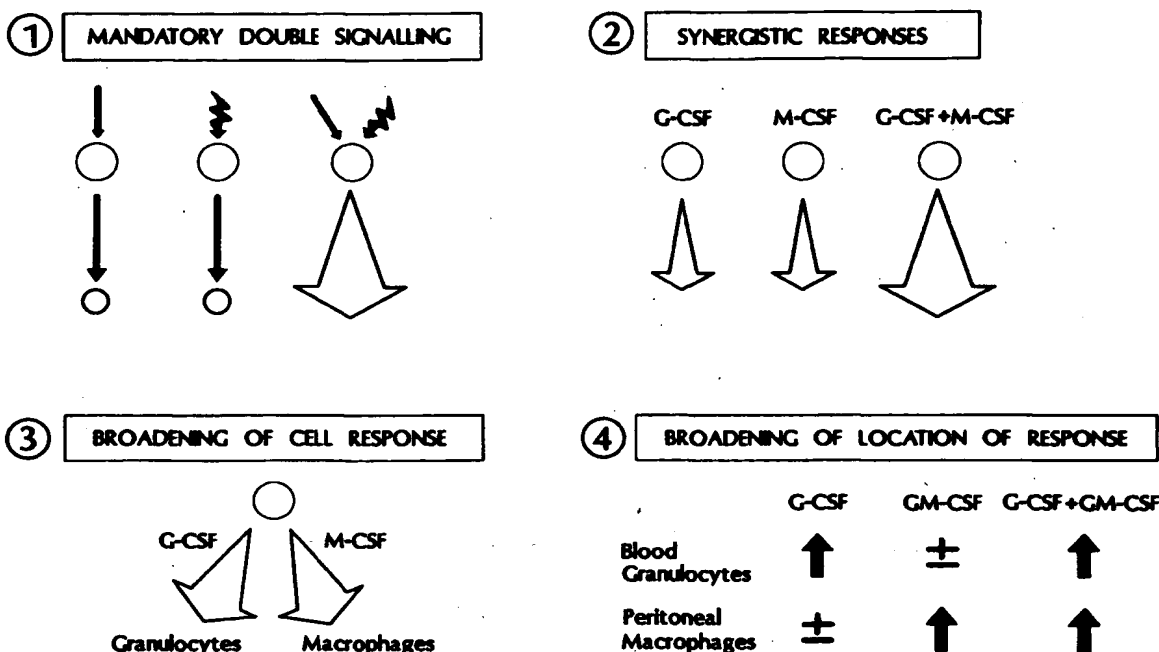 1 MANDATORY DOUBLE SIGNALLING
2 SYNERGISTIC RESPONSES
G-CSF M-CSF G-CSF+M-CSF
3 BROADENING OF CELL RESPONSE
G-CSF M-CSF
Granulocytes Macrophages
4 BROADENING OF LOCATION OF RESPONSE
G-CSF GM-CSF G-CSF+GM-CSF
Blood
Granulocytes
±
Peritoneal
Macrophages
±